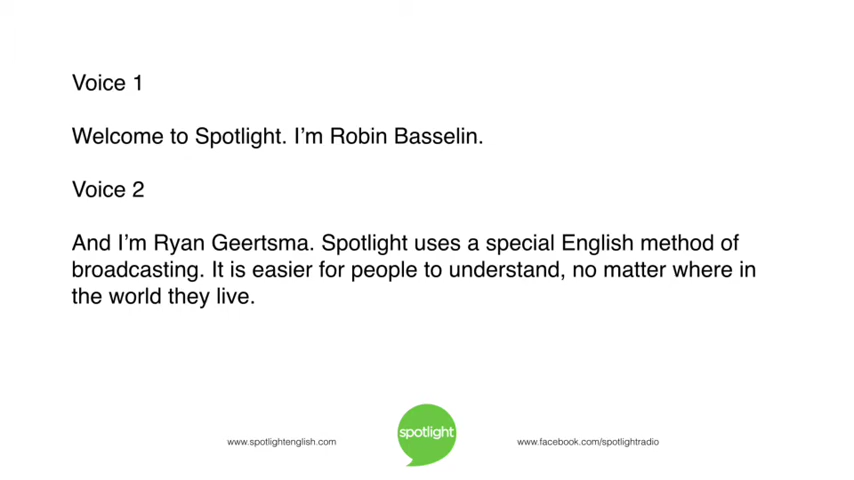 Voice 1
Welcome to Spotlight. I’m Robin Basselin.
Voice 2
And I’m Ryan Geertsma. Spotlight uses a special English method of
broadcasting. It is easier for people to understand, no matter where in
the world they live.
www.spotlightenglish.com
spotlight
www.facebook.com/spotlightradio